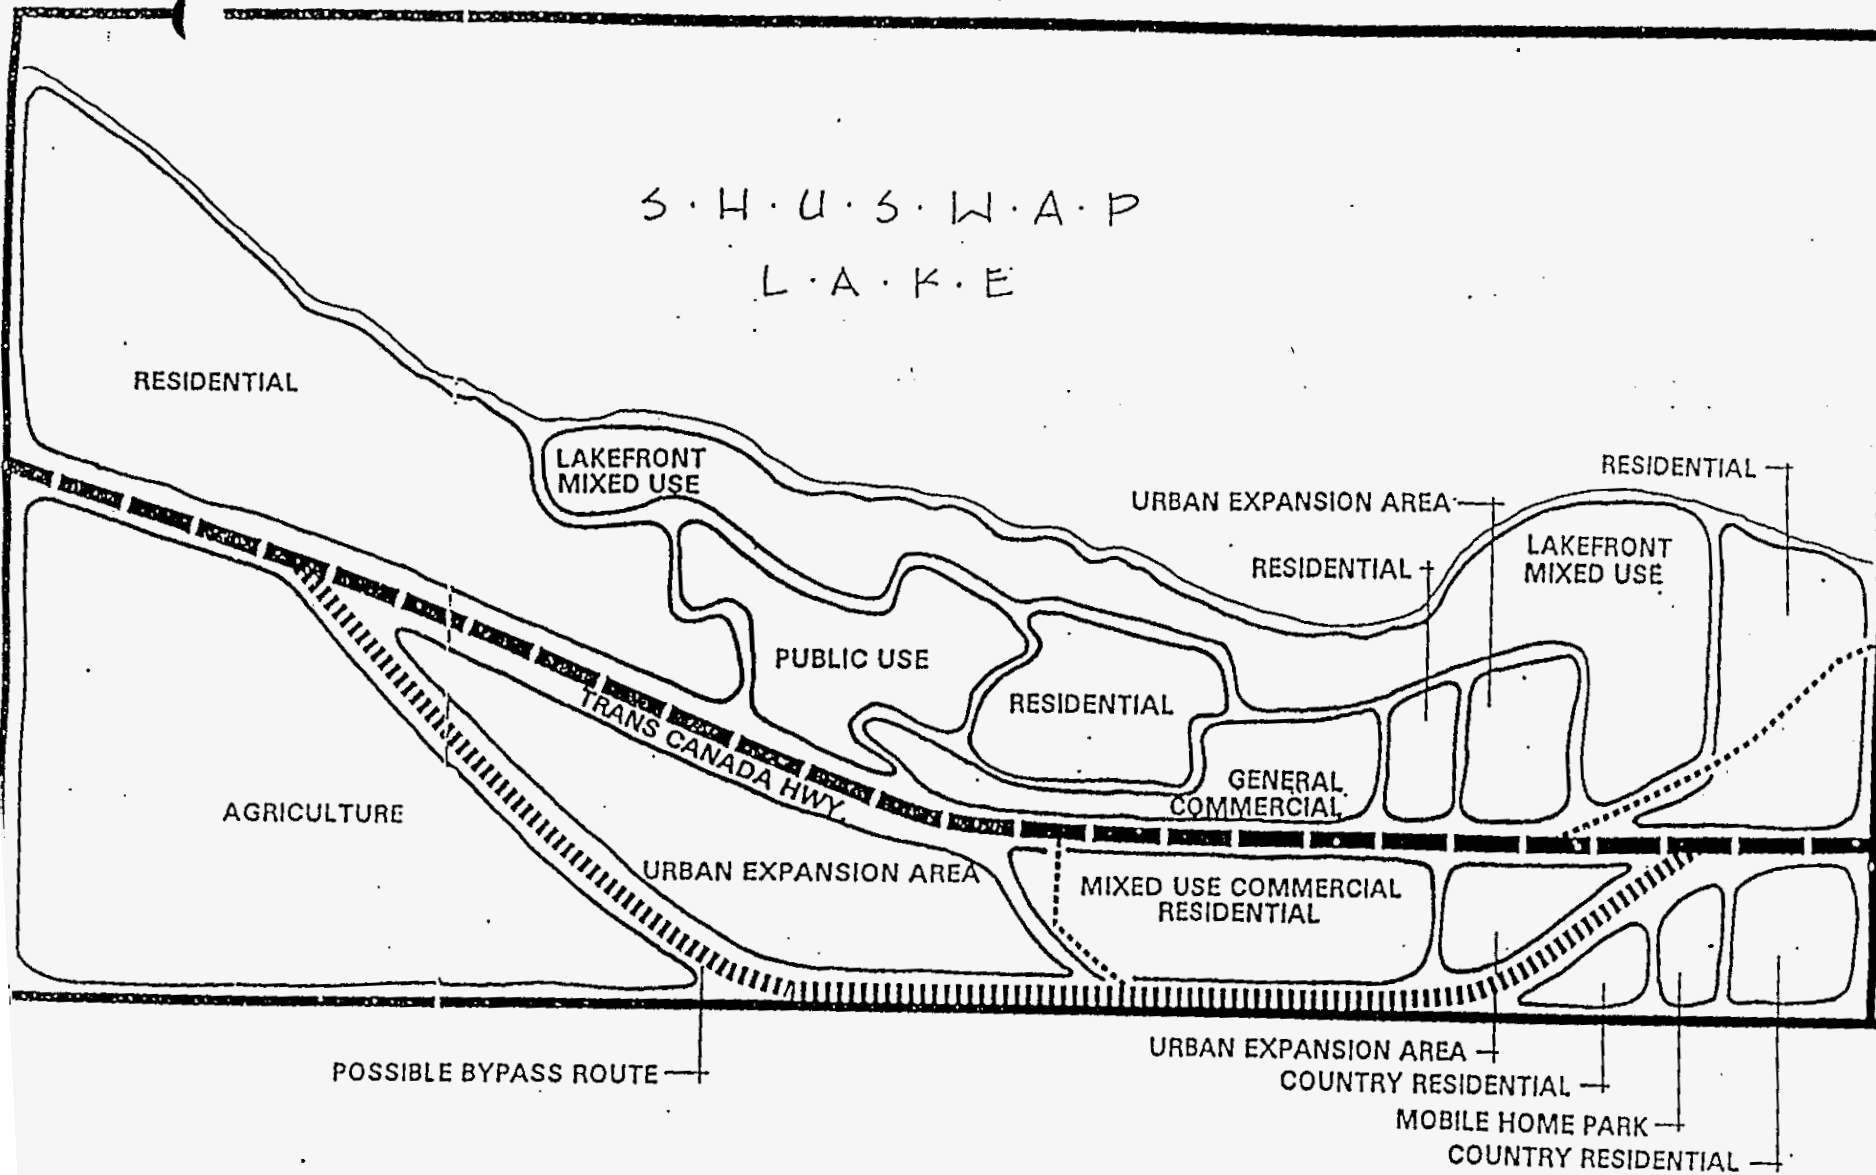 S·H·U·S·W·A·P
L·A·K·E
RESIDENTIAL
LAKEFRONT
MIXED USE
RESIDENTIAL
URBAN EXPANSION AREA
RESIDENTIAL
LAKEFRONT
MIXED USE
PUBLIC USE
RESIDENTIAL
TRANS CANADA HWY.
GENERAL
COMMERCIAL
AGRICULTURE
URBAN EXPANSION AREA
MIXED USE COMMERCIAL
RESIDENTIAL
POSSIBLE BYPASS ROUTE
URBAN EXPANSION AREA
COUNTRY RESIDENTIAL
MOBILE HOME PARK
COUNTRY RESIDENTIAL